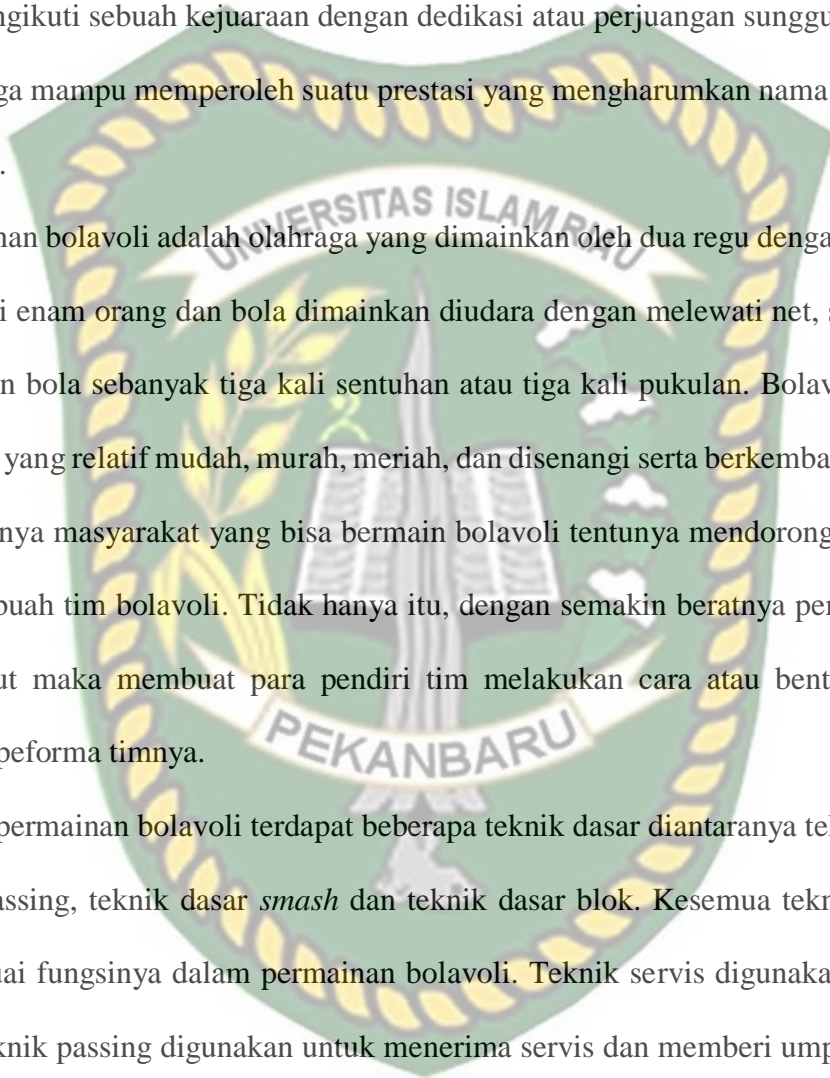 ngikuti sebuah kejuaraan dengan dedikasi atau perjuangan sunggu
ga mampu memperoleh suatu prestasi yang mengharumkan nama
.
UNIVERSITAS ISLAM RIAU
nan bolavoli adalah olahraga yang dimainkan oleh dua regu denga
i enam orang dan bola dimainkan diudara dengan melewati net, s
n bola sebanyak tiga kali sentuhan atau tiga kali pukulan. Bolav
yang relatif mudah, murah, meriah, dan disenangi serta berkemba
nya masyarakat yang bisa bermain bolavoli tentunya mendorong
buah tim bolavoli. Tidak hanya itu, dengan semakin beratnya per
ut maka membuat para pendiri tim melakukan cara atau bent
peforma timnya.
PEKANBARU
permainan bolavoli terdapat beberapa teknik dasar diantaranya tek
assing, teknik dasar smash dan teknik dasar blok. Kesemua tekn
uai fungsinya dalam permainan bolavoli. Teknik servis digunaka
knik passing digunakan untuk menerima servis dan memberi ump